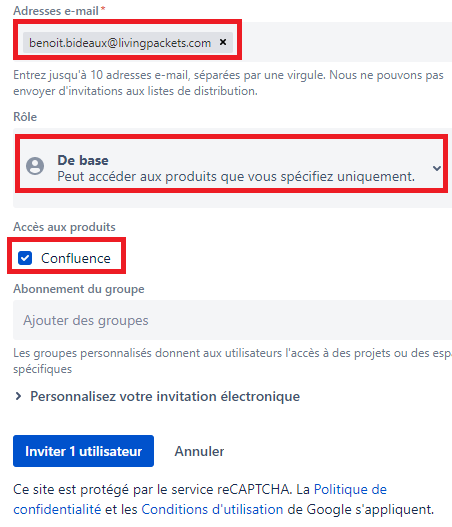 Adresses e-mail*
benoit.bideaux@livingpackets.com ×
Entrez jusqu'à 10 adresses e-mail, séparées par une virgule. Nous ne pouvons pas
envoyer d'invitations aux listes de distribution.
Rôle
De base
Peut accéder aux produits que vous spécifiez uniquement.
Accès aux produits
Confluence
Abonnement du groupe
Ajouter des groupes
Les groupes personnalisés donnent aux utilisateurs l'accès à des projets ou des esp
spécifiques
Personnalisez votre invitation électronique
Inviter 1 utilisateur Annuler
Ce site est protégé par le service reCAPTCHA. La Politique de
confidentialité et les Conditions d'utilisation de Google s'appliquent.